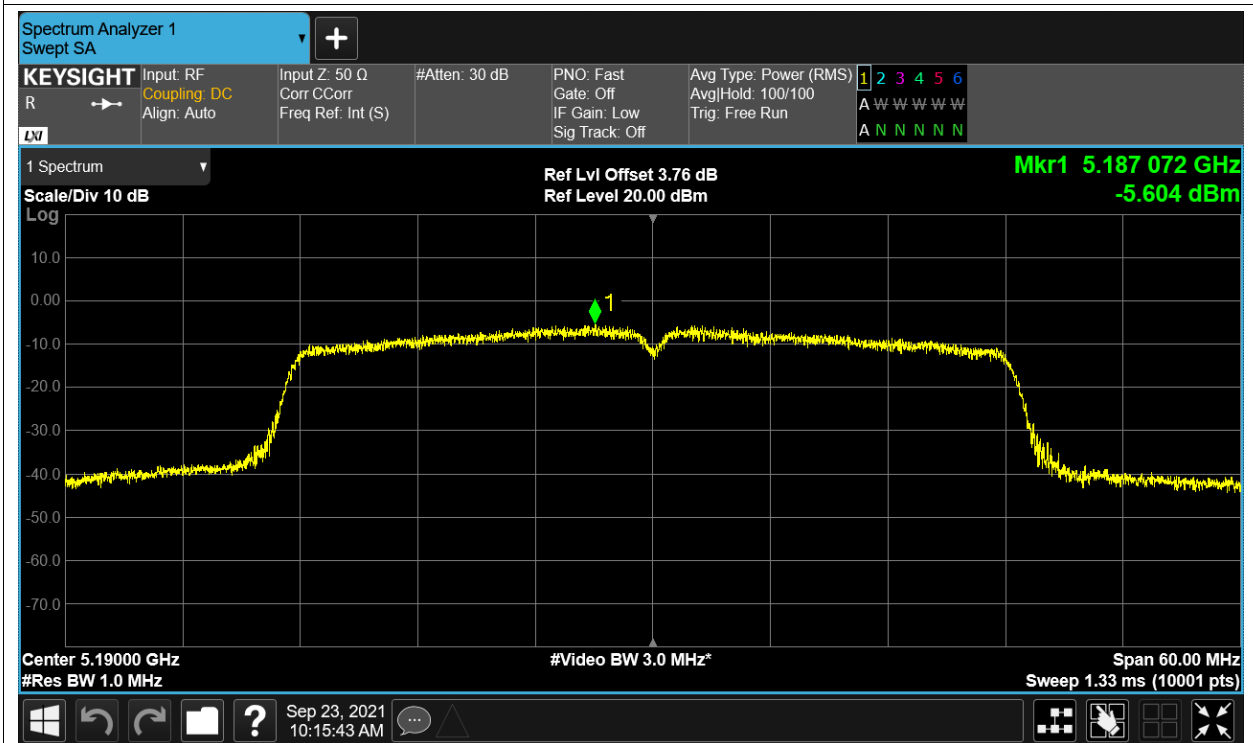 Spectrum Analyzer 1
Swept SA
KEYSIGHT
R
LXI
Input: RF
Coupling: DC
Align: Auto
Input Z: 50 Ω
Corr CCorr
Freq Ref: Int (S)
#Atten: 30 dB
PNO: Fast
Gate: Off
IF Gain: Low
Sig Track: Off
Avg Type: Power (RMS)
Avg|Hold: 100/100
Trig: Free Run
1 2 3 4 5 6
A W W W W W
A N N N N N
1 Spectrum
Scale/Div 10 dB
Ref Lvl Offset 3.76 dB
Ref Level 20.00 dBm
Mkr1 5.187 072 GHz
-5.604 dBm
Log
10.0
0.00
-10.0
-20.0
-30.0
-40.0
-50.0
-60.0
-70.0
1
Center 5.19000 GHz
#Res BW 1.0 MHz
#Video BW 3.0 MHz*
Span 60.00 MHz
Sweep 1.33 ms (10001 pts)
?
Sep 23, 2021
10:15:43 AM